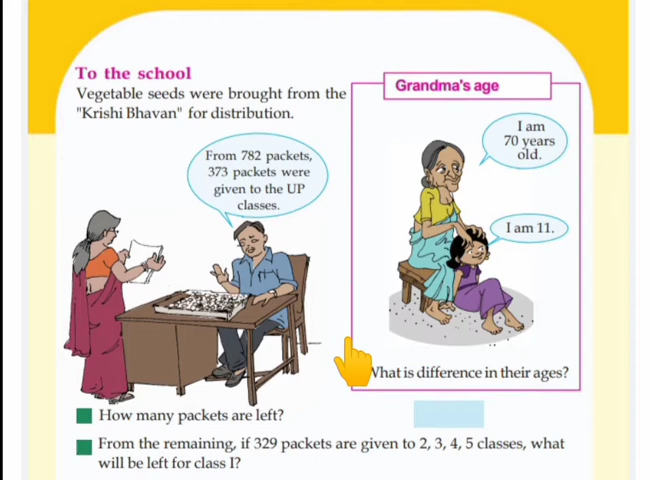 To the school
Vegetable seeds were brought from the
"Krishi Bhavan" for distribution.
From 782 packets,
373 packets were
given to the UP
classes.
Grandma's age
I am
70 years
old.
I am 11.
What is difference in their ages?
How many packets are left?
From the remaining, if 329 packets are given to 2, 3, 4, 5 classes, what
will be left for class I?